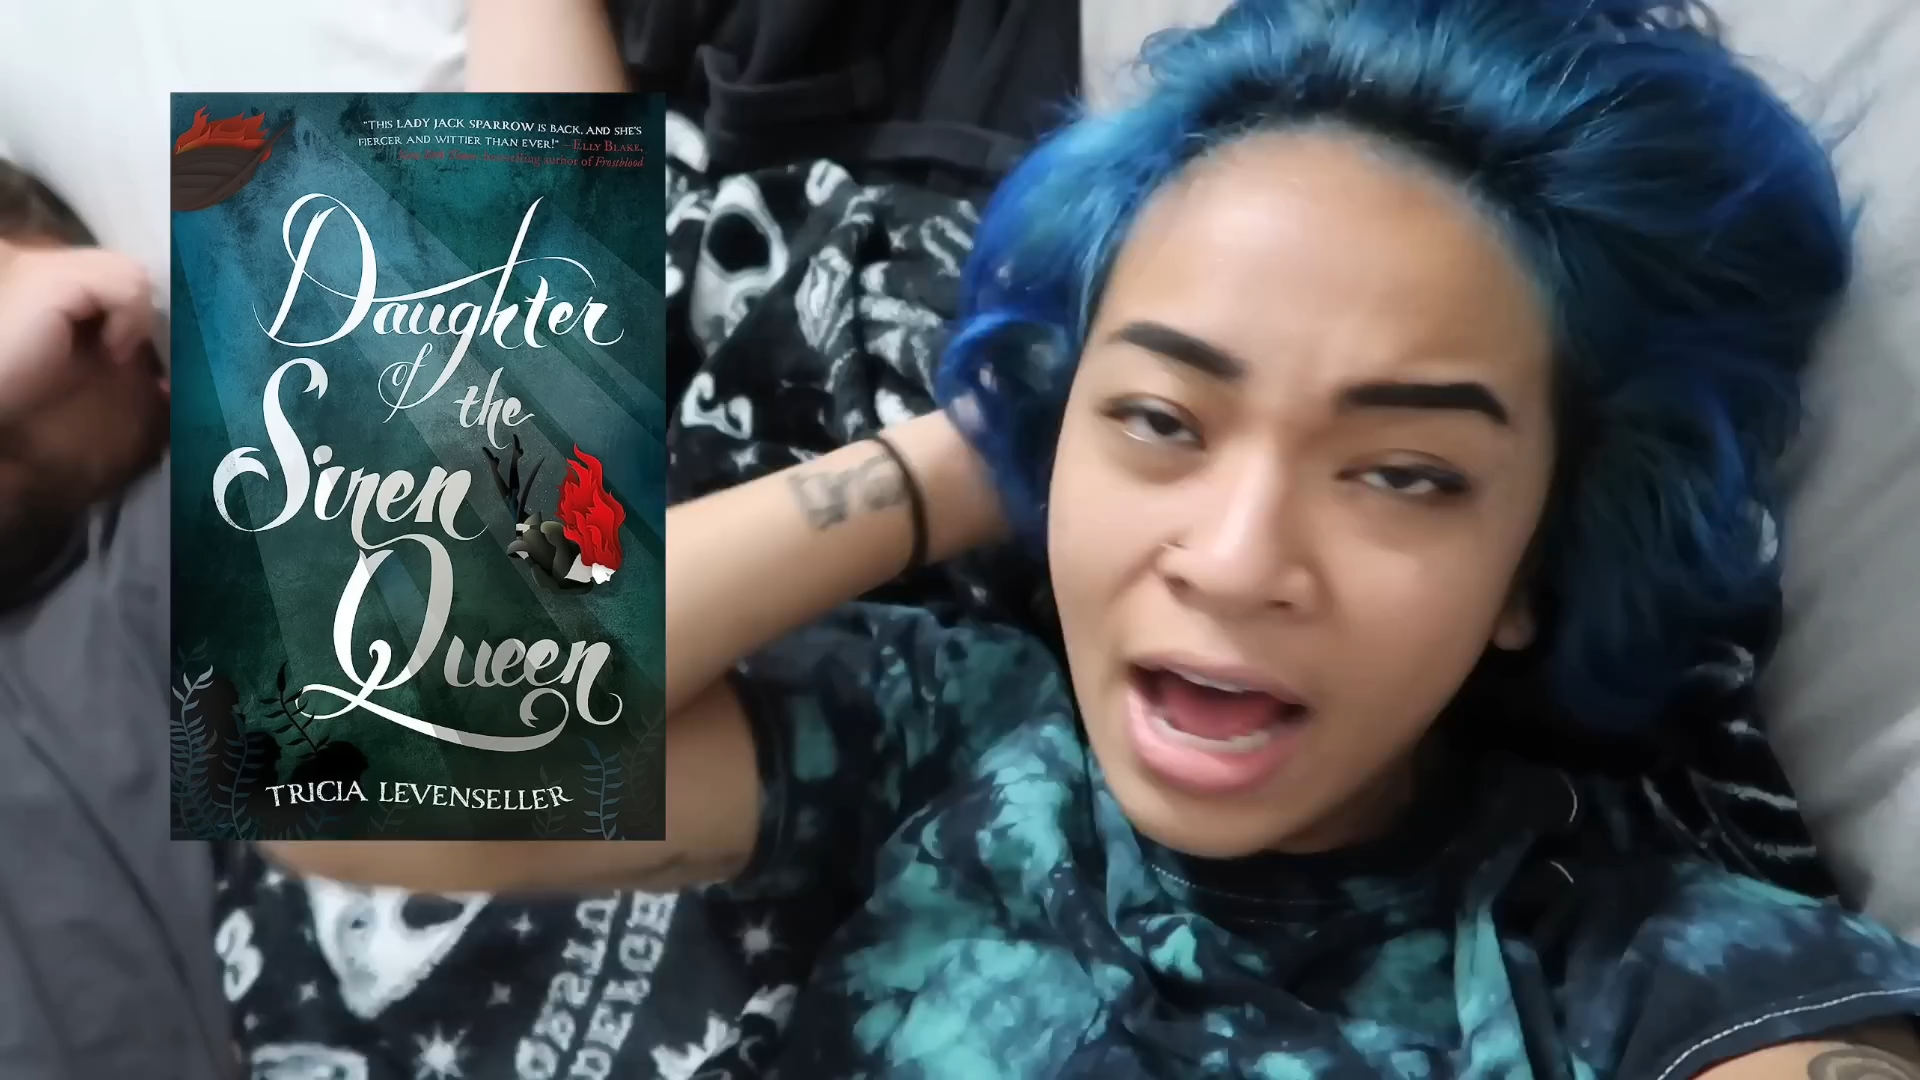 "THIS LADY JACK SPARROW IS BACK, AND SHE'S
FIERCER AND WITTIER THAN EVER!" —ELLY BLAKE,
author of Frostblood
Daughter
of
the
Siren
Queen
TRICIA LEVENSELLER